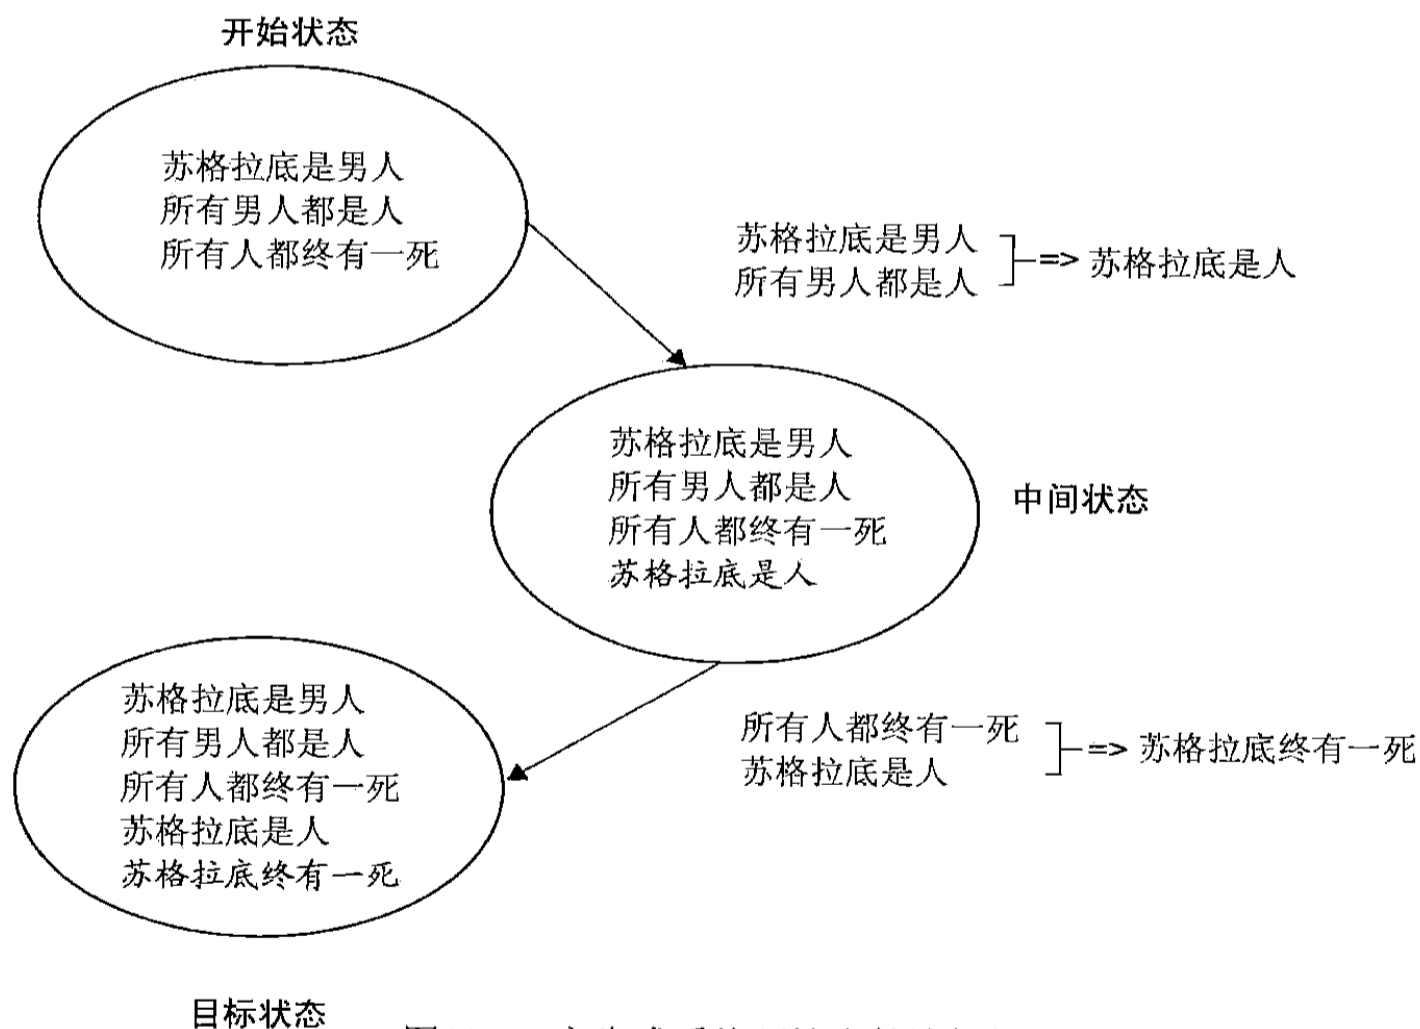 开始状态
苏格拉底是男人
所有男人都是人
所有人都终有一死
苏格拉底是男人
所有男人都是人
=> 苏格拉底是人
苏格拉底是男人
所有男人都是人
所有人都终有一死
苏格拉底是人
中间状态
苏格拉底是男人
所有男人都是人
所有人都终有一死
苏格拉底是人
苏格拉底终有一死
所有人都终有一死
苏格拉底是人
=> 苏格拉底终有一死
目标状态